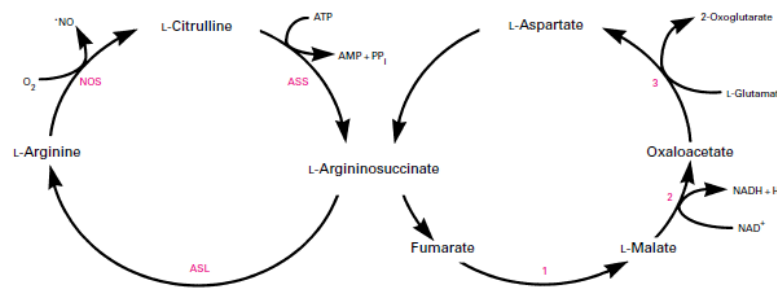 •NO
L-Citrulline
ATP
AMP + PPI
O2
NOS
ASS
L-Arginine
L-Argininosuccinate
ASL
L-Aspartate
2-Oxoglutarate
3
L-Glutamat
Oxaloacetate
2
NADH + H
NAD+
Fumarate
L-Malate
1